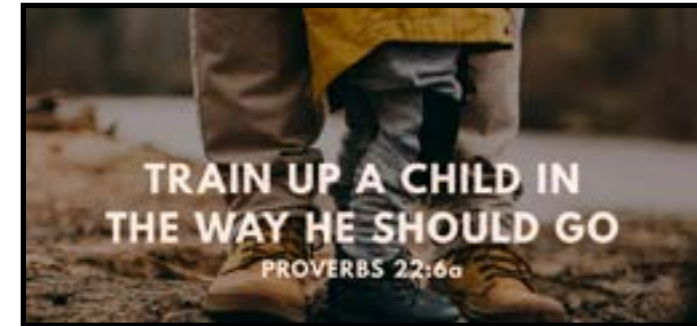 TRAIN UP A CHILD IN
THE WAY HE SHOULD GO
PROVERBS 22:6a